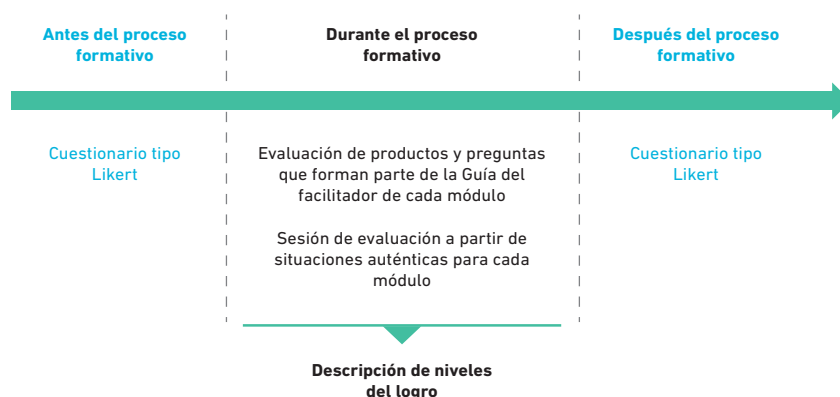 Antes del proceso
formativo
Durante el proceso
formativo
Después del proceso
formativo
Cuestionario tipo
Likert
Evaluación de productos y preguntas
que forman parte de la Guía del
facilitador de cada módulo
Sesión de evaluación a partir de
situaciones auténticas para cada
módulo
Cuestionario tipo
Likert
Descripción de niveles
del logro